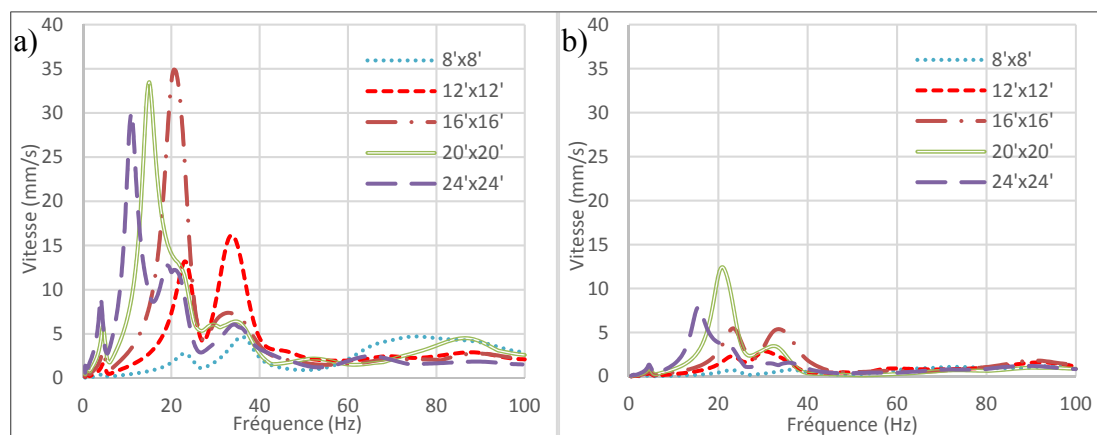 a)
40
35
30
25
20
15
10
5
0
Vitesse (mm/s)
0 20 40 60 80 100
Fréquence (Hz)
8'x8'
12'x12'
16'x16'
20'x20'
24'x24'
b)
40
35
30
25
20
15
10
5
0
Vitesse (mm/s)
0 20 40 60 80 100
Fréquence (Hz)
8'x8'
12'x12'
16'x16'
20'x20'
24'x24'